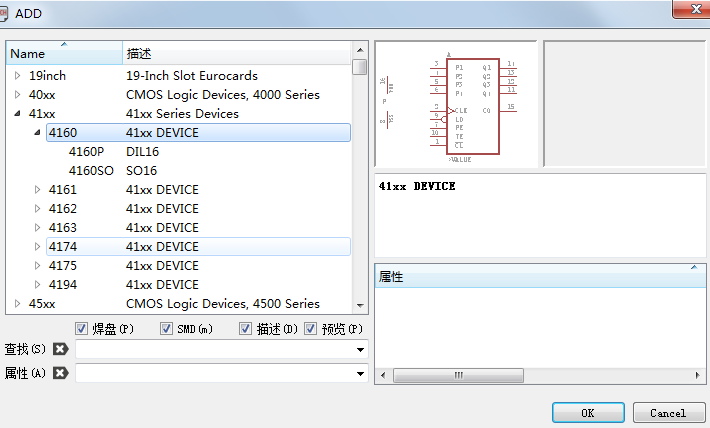 ADD
Name 描述
19inch 19-Inch Slot Eurocards
40xx CMOS Logic Devices, 4000 Series
41xx 41xx Series Devices
4160 41xx DEVICE
4160P DIL16
4160SO SO16
4161 41xx DEVICE
4162 41xx DEVICE
4163 41xx DEVICE
4174 41xx DEVICE
4175 41xx DEVICE
4194 41xx DEVICE
45xx CMOS Logic Devices, 4500 Series
焊盘(P) SMD(m) 描述(D) 预览(P)
查找(S)
属性(A)
A
3 P1 Q1 14
4 P2 Q2 13
5 P3 Q3 12
6 P4 Q4 11
2 CLK CO 15
9 LD
7 PE
10 TE
1 CL
>VALUE
16 VDD
P
8 VSS
41xx DEVICE
属性
OK Cancel